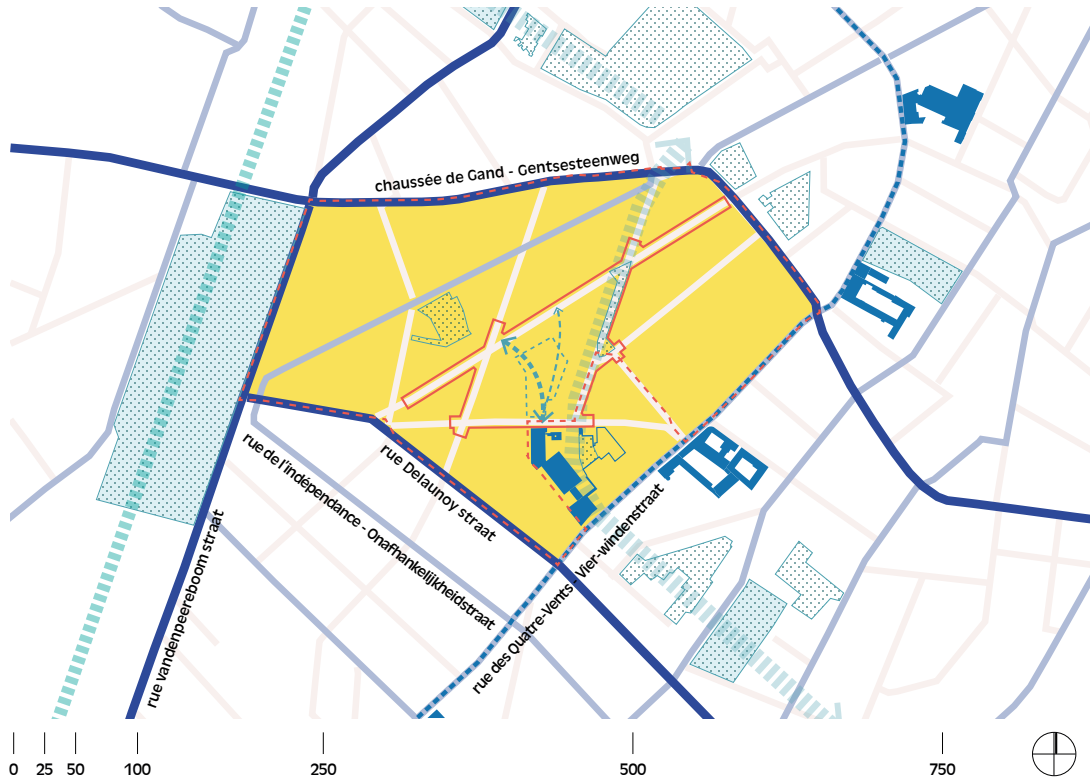 chaussée de Gand - Gentsesteenweg
rue de l'indépendance - Onafhankelijkheidstraat
rue Delaunoy straat
rue vandenpeereboom straat
rue des Quatre-Vents - Vier-windenstraat
0 25 50 100 250 500 750